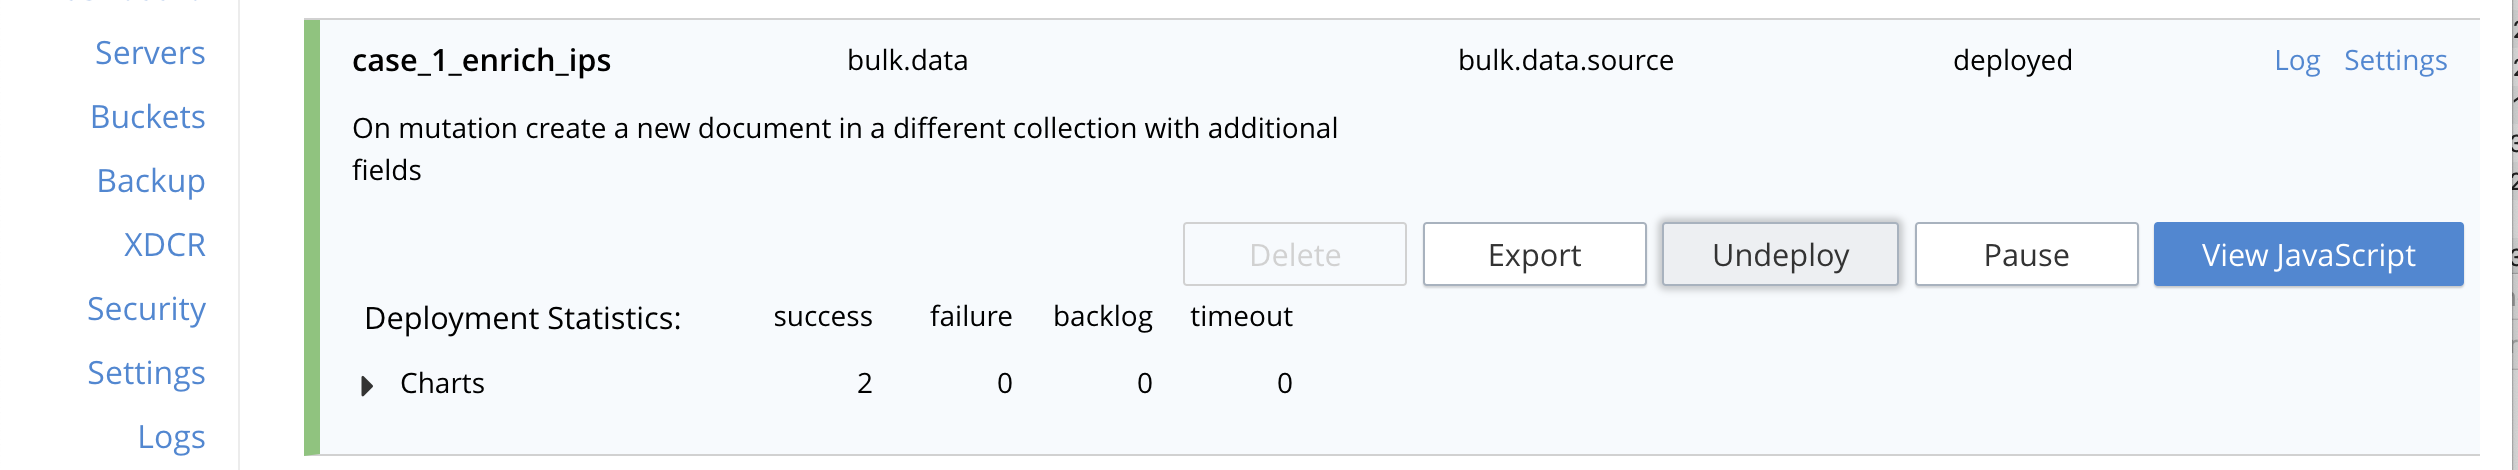 Servers
Buckets
Backup
XDCR
Security
Settings
Logs
case_1_enrich_ips bulk.data bulk.data.source deployed Log Settings
On mutation create a new document in a different collection with additional
fields
Delete Export Undeploy Pause View JavaScript
Deployment Statistics: success failure backlog timeout
Charts 2 0 0 0